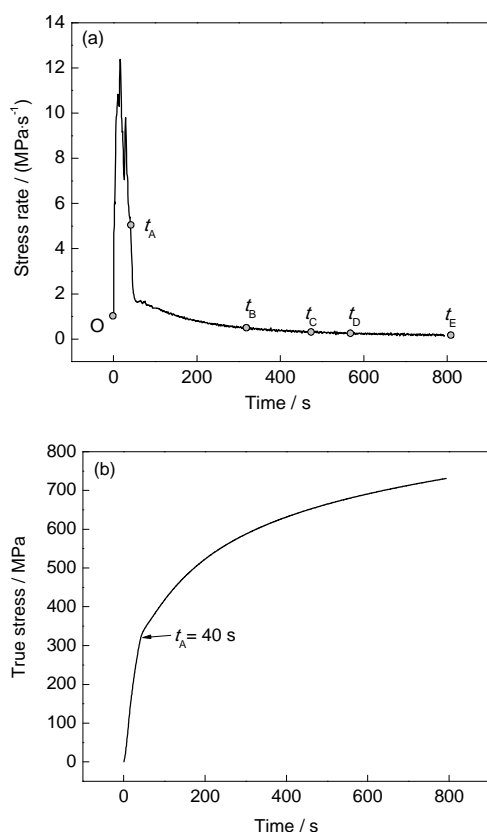 (a)
14
12
10
8
6
4
2
0
Stress rate / (MPa·s⁻¹)
O
t_A
t_B
t_C
t_D
t_E
0 200 400 600 800
Time / s
(b)
800
700
600
500
400
300
200
100
0
True stress / MPa
t_A = 40 s
0 200 400 600 800
Time / s